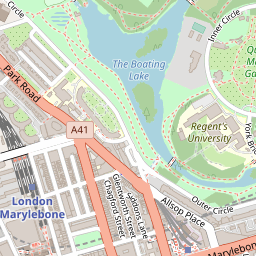 Circle
Inner Circle
The Boating
Lake
Park Road
A41
Regent's
University
London
Marylebone
Glentworth Street
Chagford Street
Allsop Place
Outer Circle